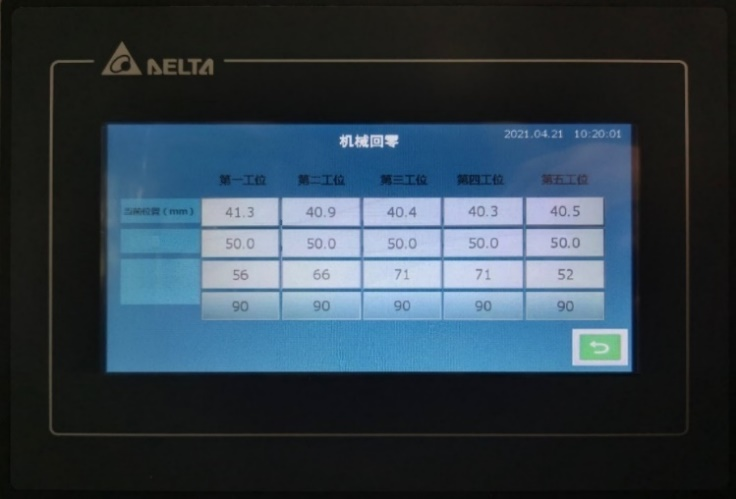 DELTA
机械回零
2021.04.21 10:20:01
第一工位 第二工位 第三工位 第四工位 第五工位
当前位置（mm） 41.3 40.9 40.4 40.3 40.5
50.0 50.0 50.0 50.0 50.0
56 66 71 71 52
90 90 90 90 90